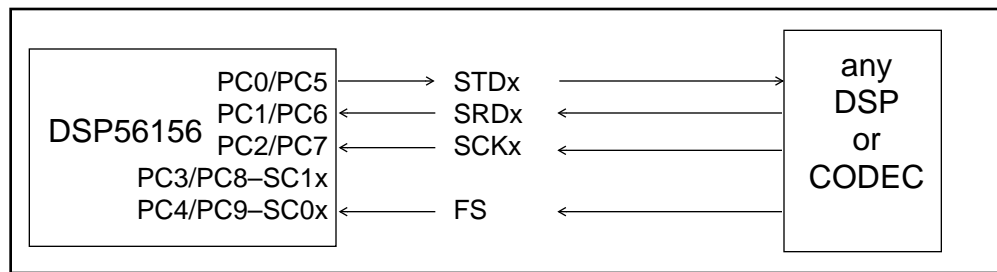 DSP56156
PC0/PC5
PC1/PC6
PC2/PC7
PC3/PC8–SC1x
PC4/PC9–SC0x
STDx
SRDx
SCKx
FS
any
DSP
or
CODEC